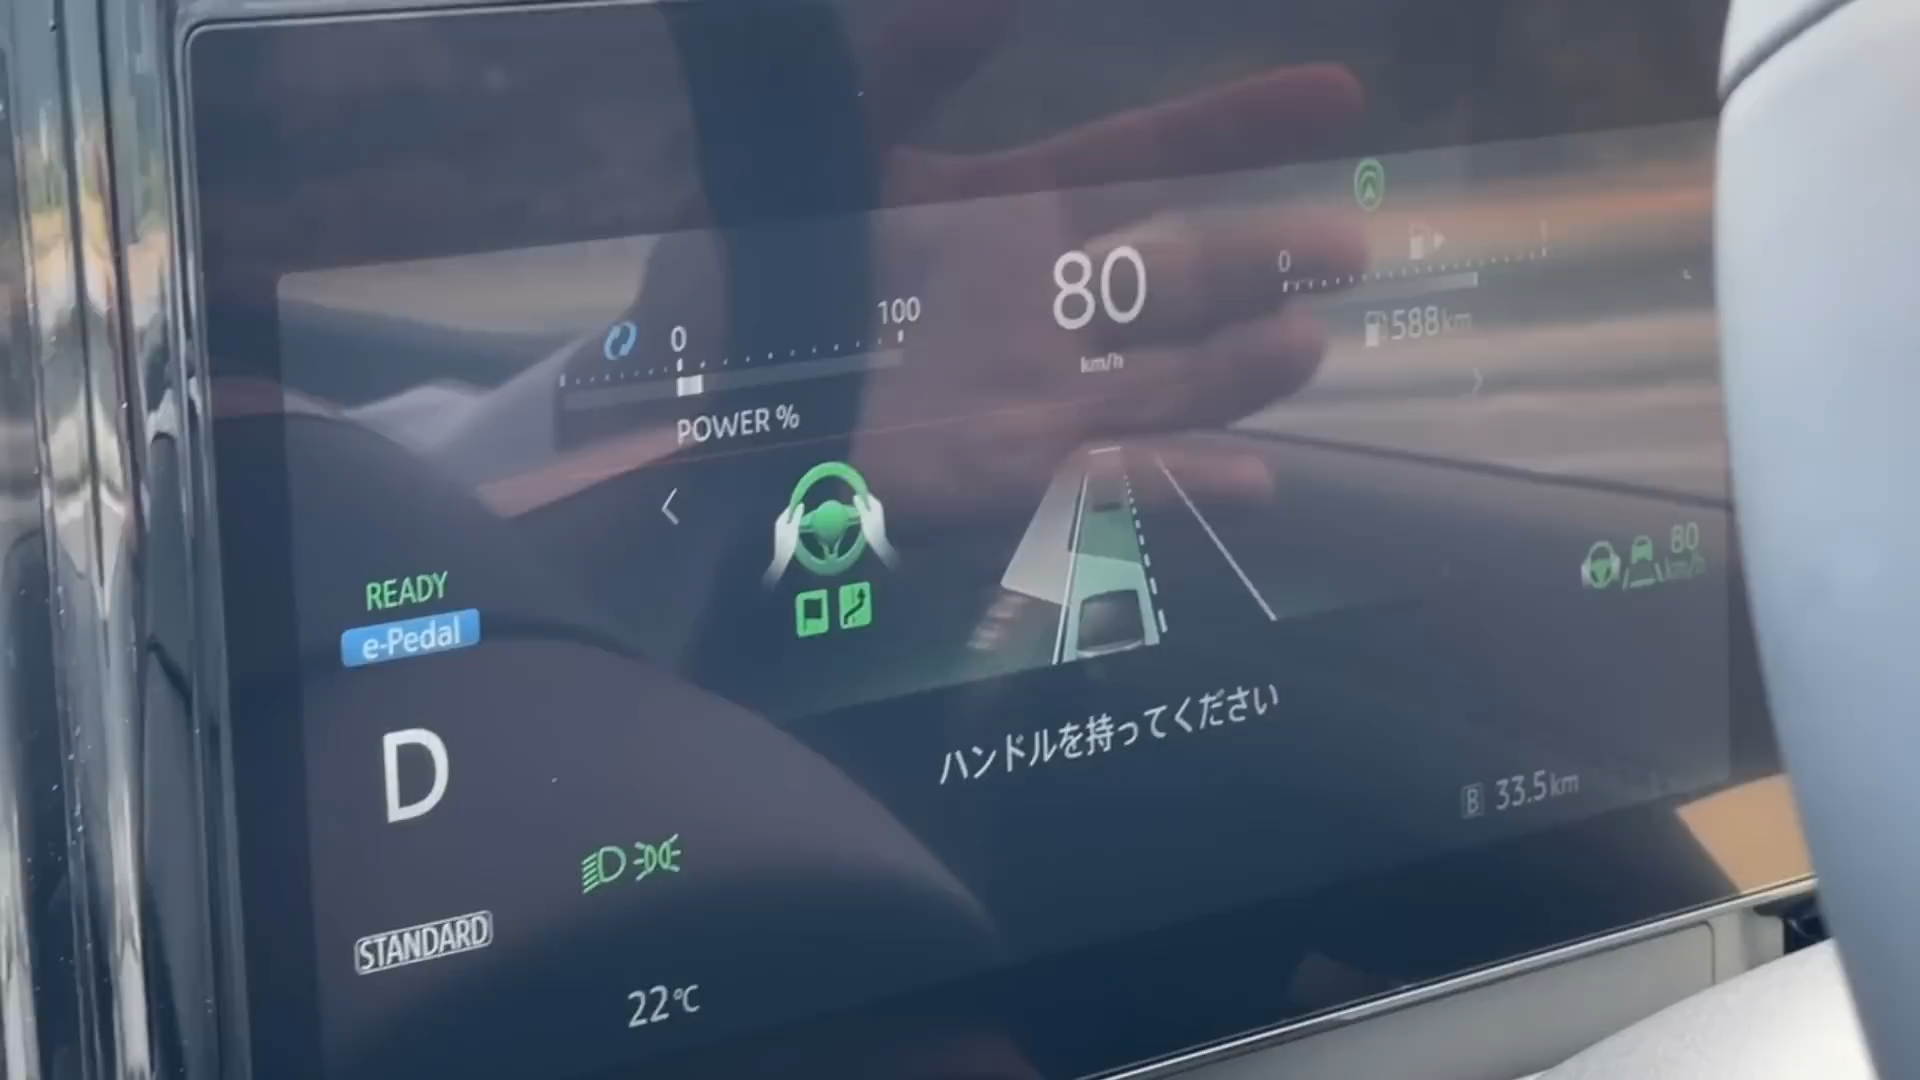 80
km/h
0
100
POWER %
0
588km
READY
e-Pedal
80
km/h
D
ハンドルを持ってください
B 33.5km
STANDARD
22℃